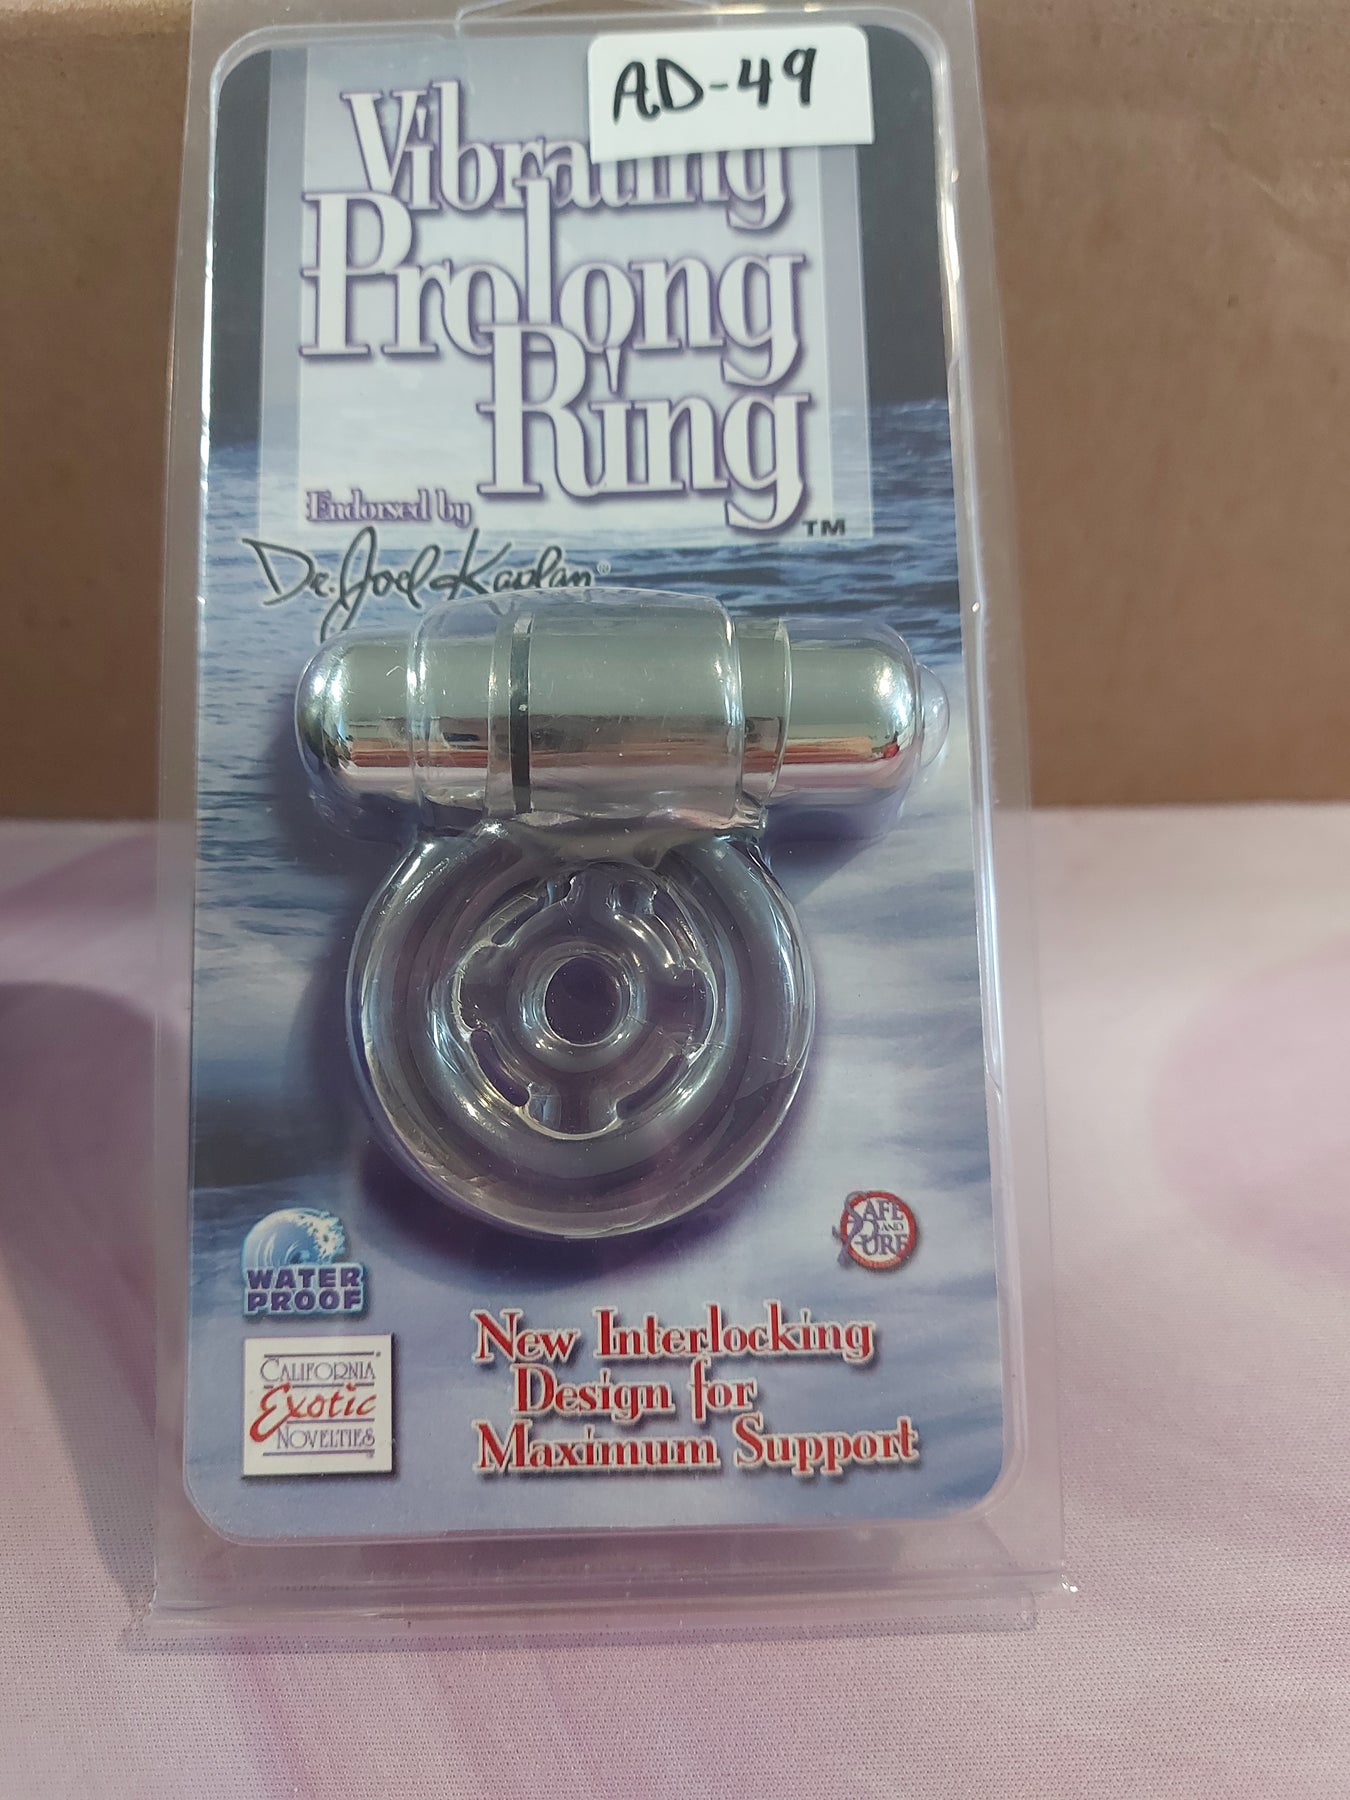 AD-49
Vibrating
Prolong
Ring
TM
Endorsed by
Dr. Joel Kaplan®
WATER
PROOF
SAFE
AND
SURE
CALIFORNIA
Exotic
NOVELTIES
New Interlocking
Design for
Maximum Support